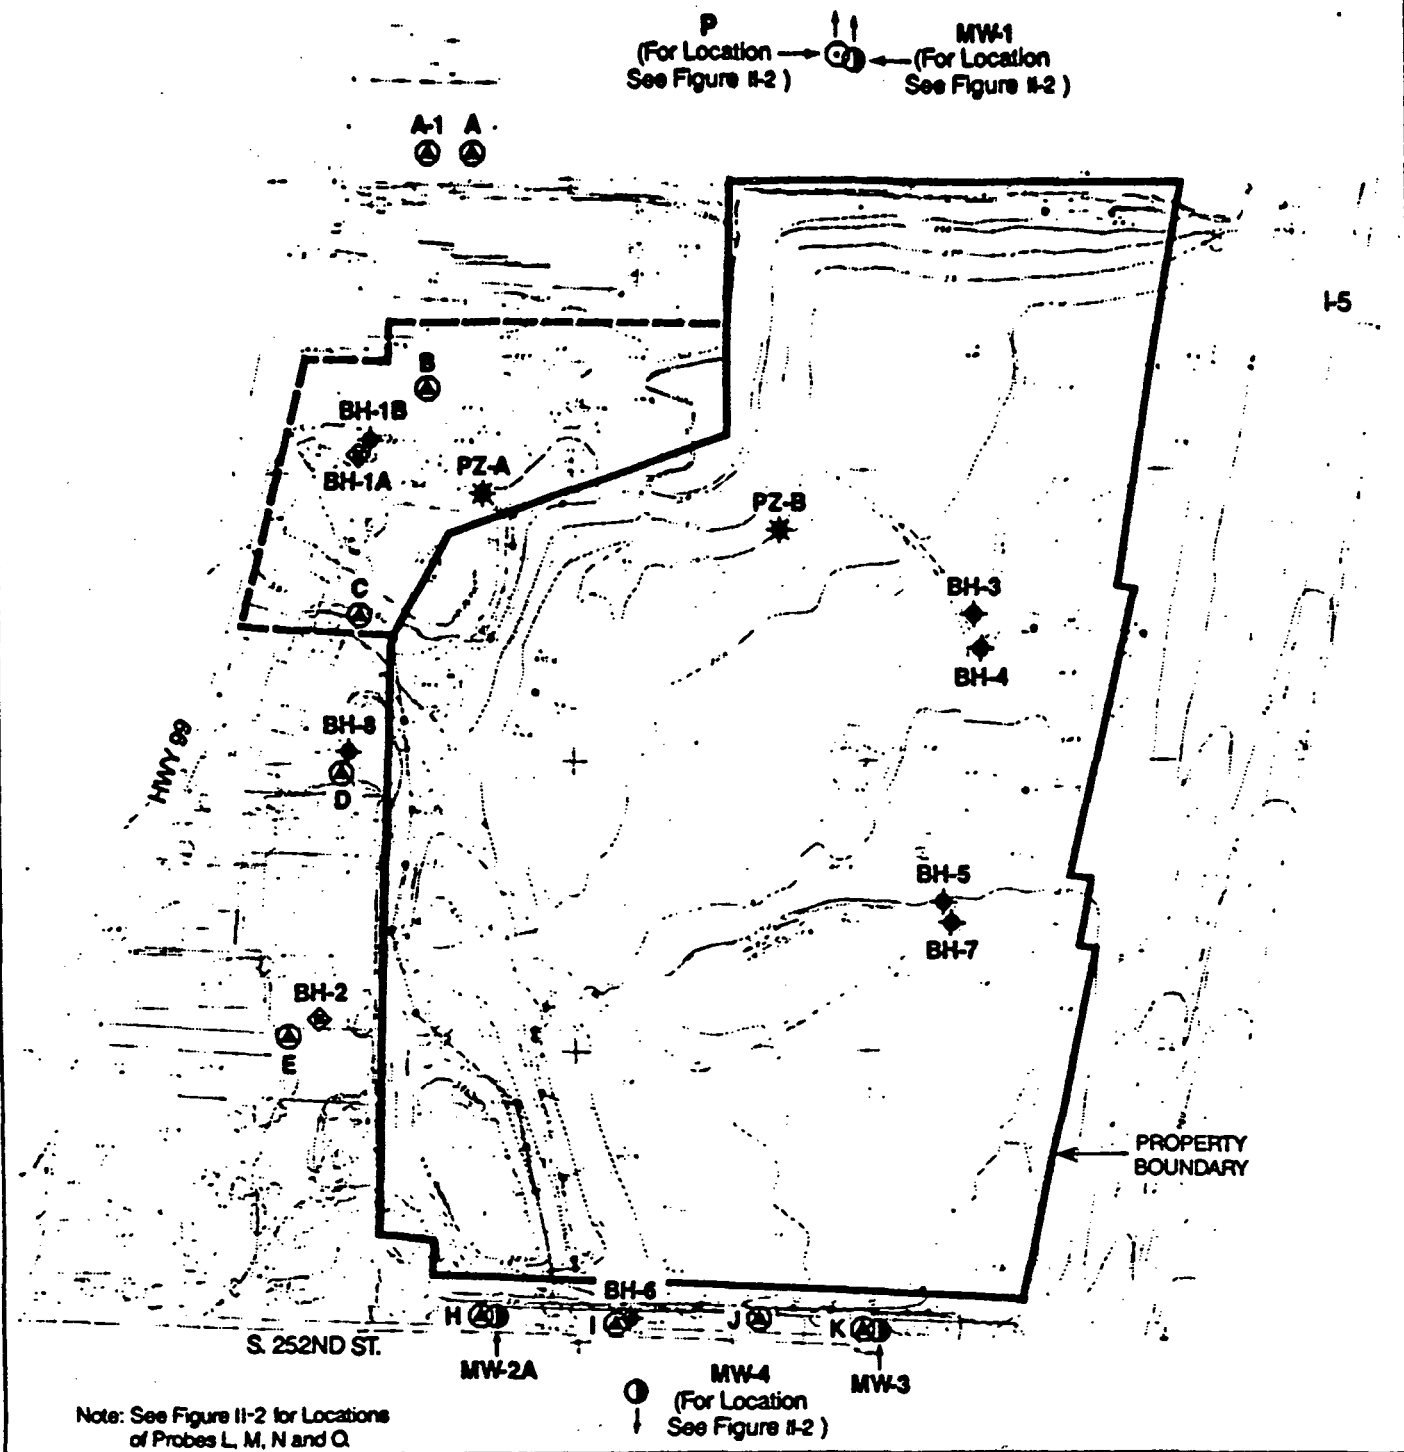 P
(For Location
See Figure II-2 )
MW-1
(For Location
See Figure II-2 )
A-1 A
I-5
B
BH-1B
BH-1A
PZ-A
PZ-B
C
BH-3
BH-4
BH-8
D
HWY 99
BH-5
BH-7
BH-2
E
PROPERTY
BOUNDARY
BH-6
H
I
J
K
S. 252ND ST.
MW-2A
MW-3
MW-4
(For Location
See Figure II-2 )
Note: See Figure II-2 for Locations
of Probes L, M, N and O.